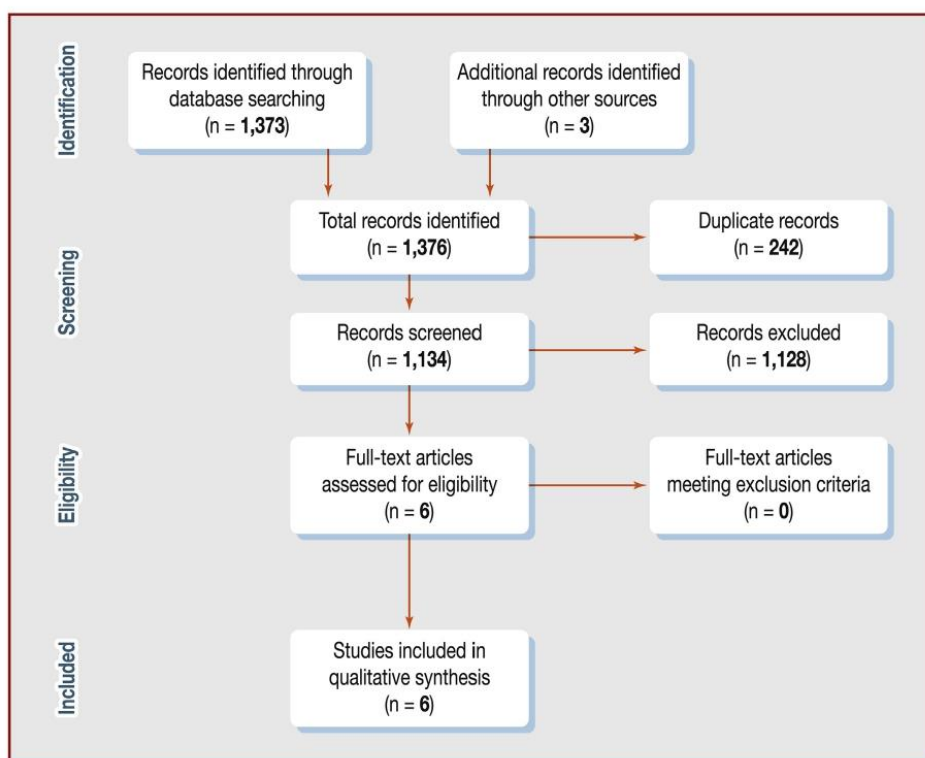 Identification
Records identified through
database searching
(n = 1,373)
Additional records identified
through other sources
(n = 3)
Screening
Total records identified
(n = 1,376)
Duplicate records
(n = 242)
Records screened
(n = 1,134)
Records excluded
(n = 1,128)
Eligibility
Full-text articles
assessed for eligibility
(n = 6)
Full-text articles
meeting exclusion criteria
(n = 0)
Included
Studies included in
qualitative synthesis
(n = 6)